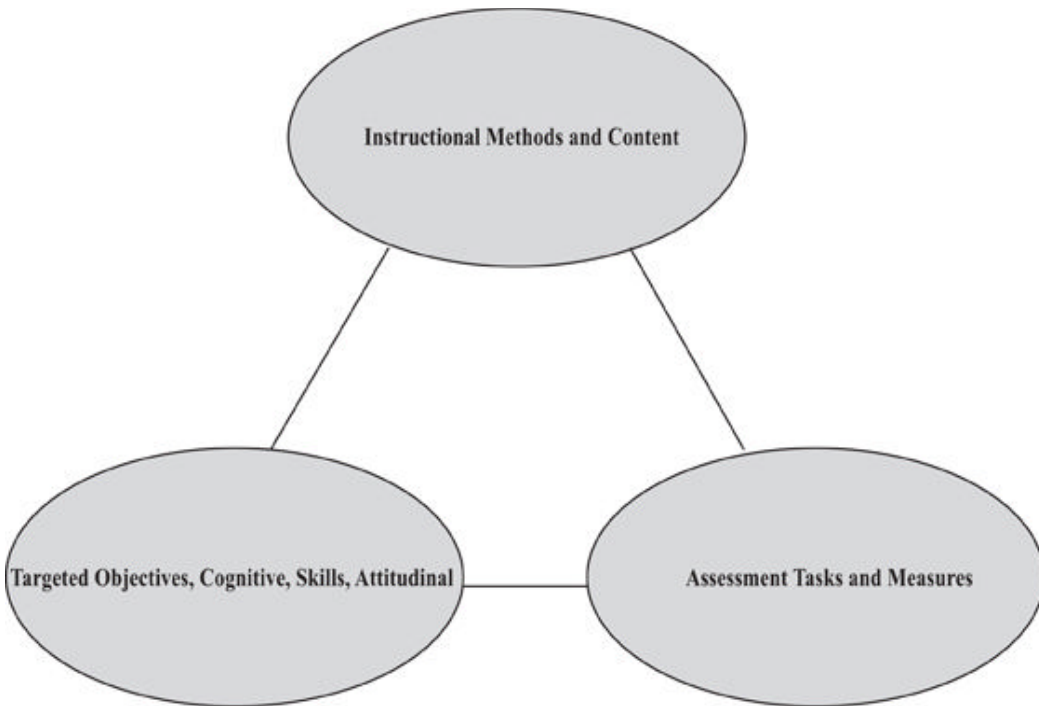 Instructional Methods and Content
Targeted Objectives, Cognitive, Skills, Attitudinal
Assessment Tasks and Measures